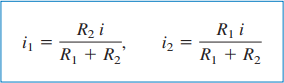 i₁ = R₂ i / R₁ + R₂, i₂ = R₁ i / R₁ + R₂